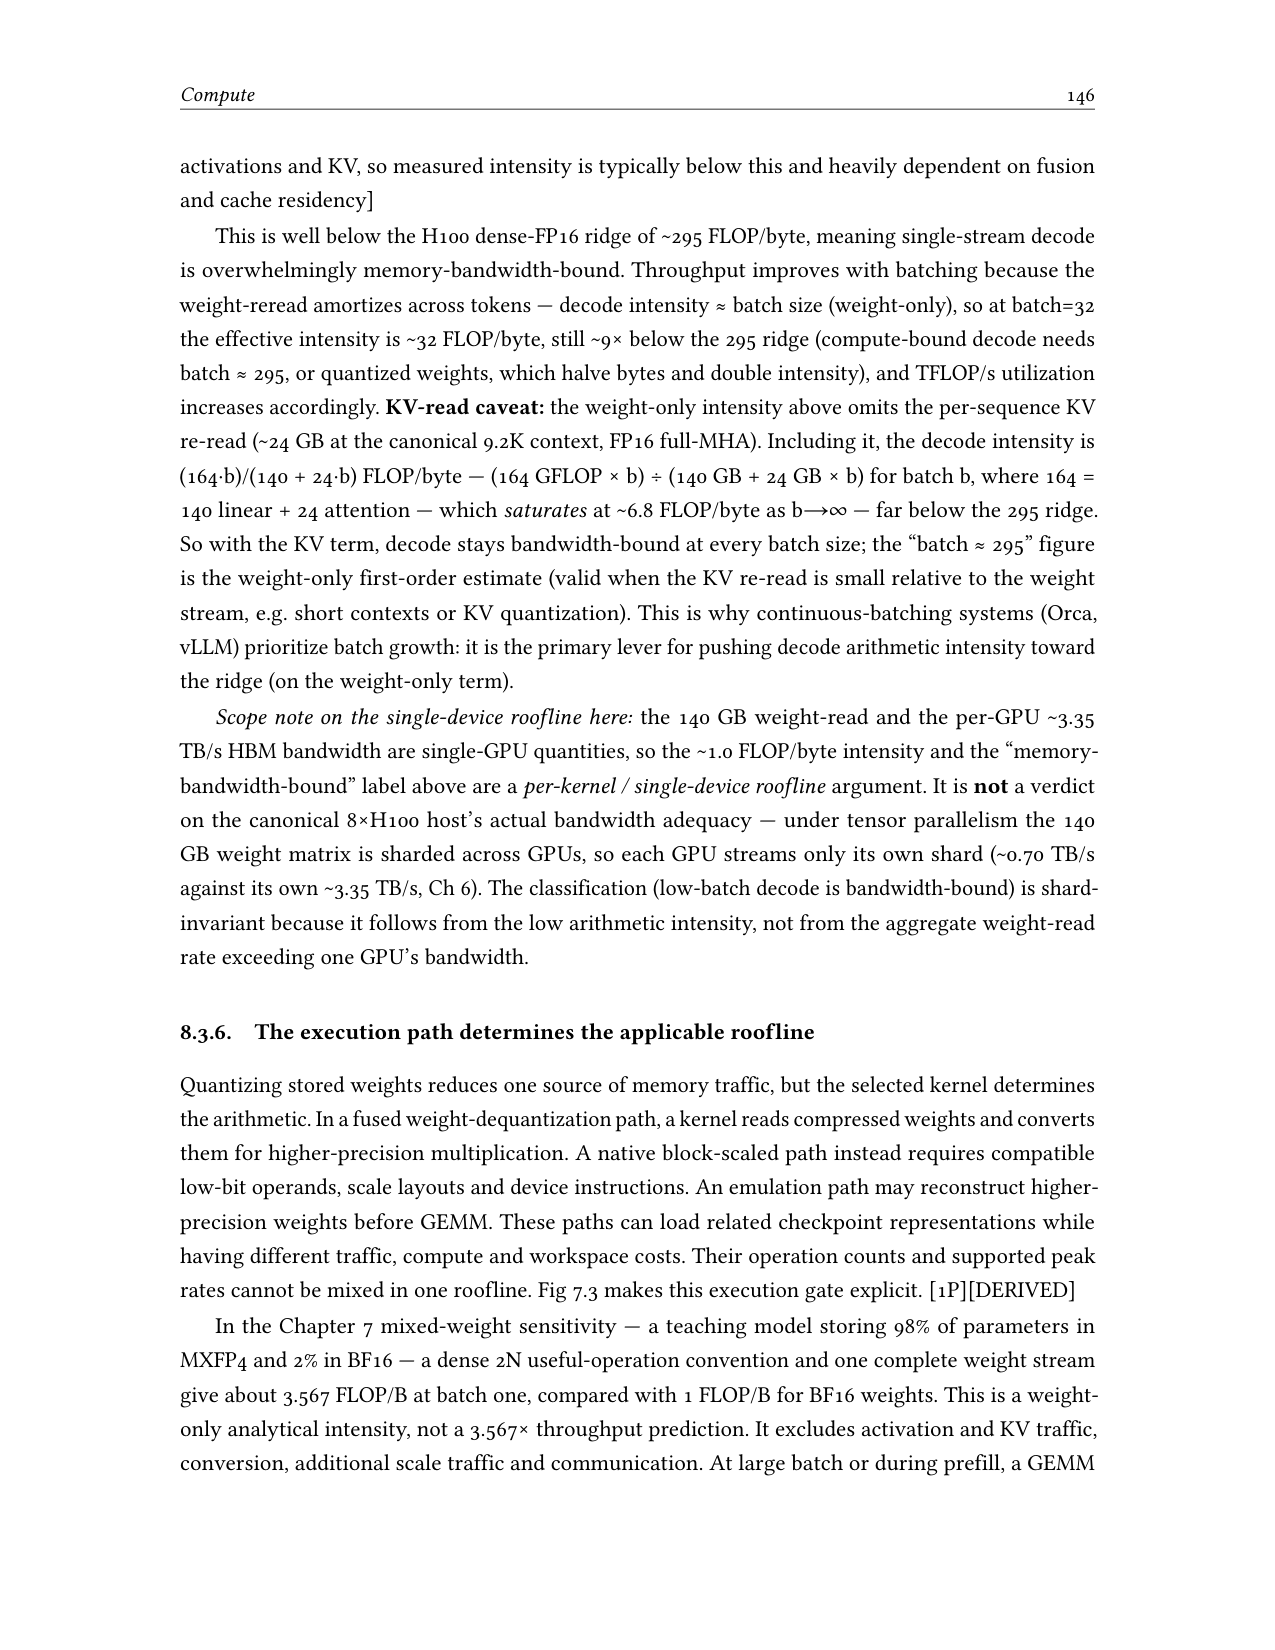 Compute 146
activations and KV, so measured intensity is typically below this and heavily dependent on fusion
and cache residency]
This is well below the H100 dense-FP16 ridge of ~295 FLOP/byte, meaning single-stream decode
is overwhelmingly memory-bandwidth-bound. Throughput improves with batching because the
weight-reread amortizes across tokens — decode intensity ≈ batch size (weight-only), so at batch=32
the effective intensity is ~32 FLOP/byte, still ~9× below the 295 ridge (compute-bound decode needs
batch ≈ 295, or quantized weights, which halve bytes and double intensity), and TFLOP/s utilization
increases accordingly. KV-read caveat: the weight-only intensity above omits the per-sequence KV
re-read (~24 GB at the canonical 9.2K context, FP16 full-MHA). Including it, the decode intensity is
(164·b)/(140 + 24·b) FLOP/byte — (164 GFLOP × b) ÷ (140 GB + 24 GB × b) for batch b, where 164 =
140 linear + 24 attention — which saturates at ~6.8 FLOP/byte as b⟶∞ — far below the 295 ridge.
So with the KV term, decode stays bandwidth-bound at every batch size; the “batch ≈ 295” figure
is the weight-only first-order estimate (valid when the KV re-read is small relative to the weight
stream, e.g. short contexts or KV quantization). This is why continuous-batching systems (Orca,
vLLM) prioritize batch growth: it is the primary lever for pushing decode arithmetic intensity toward
the ridge (on the weight-only term).
Scope note on the single-device roofline here: the 140 GB weight-read and the per-GPU ~3.35
TB/s HBM bandwidth are single-GPU quantities, so the ~1.0 FLOP/byte intensity and the “memory-
bandwidth-bound” label above are a per-kernel / single-device roofline argument. It is not a verdict
on the canonical 8×H100 host’s actual bandwidth adequacy — under tensor parallelism the 140
GB weight matrix is sharded across GPUs, so each GPU streams only its own shard (~0.70 TB/s
against its own ~3.35 TB/s, Ch 6). The classification (low-batch decode is bandwidth-bound) is shard-
invariant because it follows from the low arithmetic intensity, not from the aggregate weight-read
rate exceeding one GPU’s bandwidth.
8.3.6. The execution path determines the applicable roofline
Quantizing stored weights reduces one source of memory traffic, but the selected kernel determines
the arithmetic. In a fused weight-dequantization path, a kernel reads compressed weights and converts
them for higher-precision multiplication. A native block-scaled path instead requires compatible
low-bit operands, scale layouts and device instructions. An emulation path may reconstruct higher-
precision weights before GEMM. These paths can load related checkpoint representations while
having different traffic, compute and workspace costs. Their operation counts and supported peak
rates cannot be mixed in one roofline. Fig 7.3 makes this execution gate explicit. [1P][DERIVED]
In the Chapter 7 mixed-weight sensitivity — a teaching model storing 98% of parameters in
MXFP4 and 2% in BF16 — a dense 2N useful-operation convention and one complete weight stream
give about 3.567 FLOP/B at batch one, compared with 1 FLOP/B for BF16 weights. This is a weight-
only analytical intensity, not a 3.567× throughput prediction. It excludes activation and KV traffic,
conversion, additional scale traffic and communication. At large batch or during prefill, a GEMM